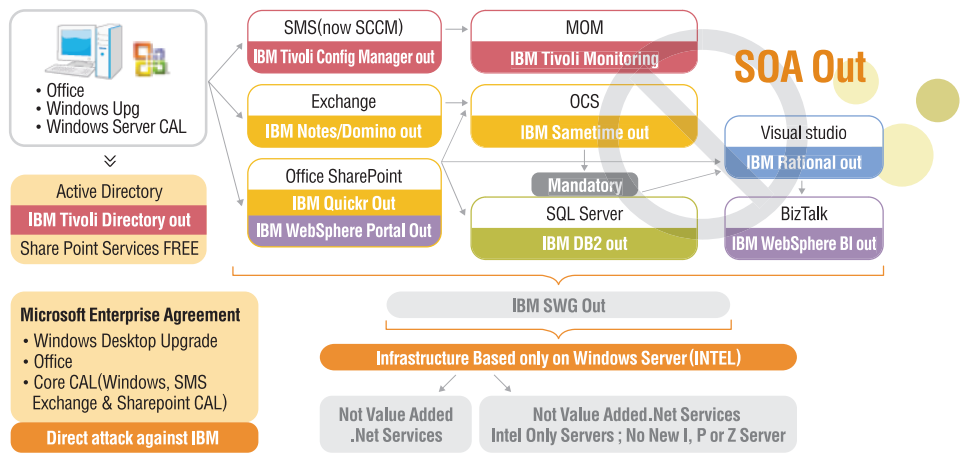 • Office
• Windows Upg
• Windows Server CAL
Active Directory
IBM Tivoli Directory out
Share Point Services FREE
SMS(now SCCM)
IBM Tivoli Config Manager out
MOM
IBM Tivoli Monitoring
SOA Out
Exchange
IBM Notes/Domino out
OCS
IBM Sametime out
Visual studio
IBM Rational out
Office SharePoint
IBM Quickr Out
IBM WebSphere Portal Out
Mandatory
SQL Server
IBM DB2 out
BizTalk
IBM WebSphere BI out
IBM SWG Out
Microsoft Enterprise Agreement
• Windows Desktop Upgrade
• Office
• Core CAL(Windows, SMS
Exchange & Sharepoint CAL)
Direct attack against IBM
Infrastructure Based only on Windows Server(INTEL)
Not Value Added
.Net Services
Not Value Added.Net Services
Intel Only Servers ; No New I, P or Z Server